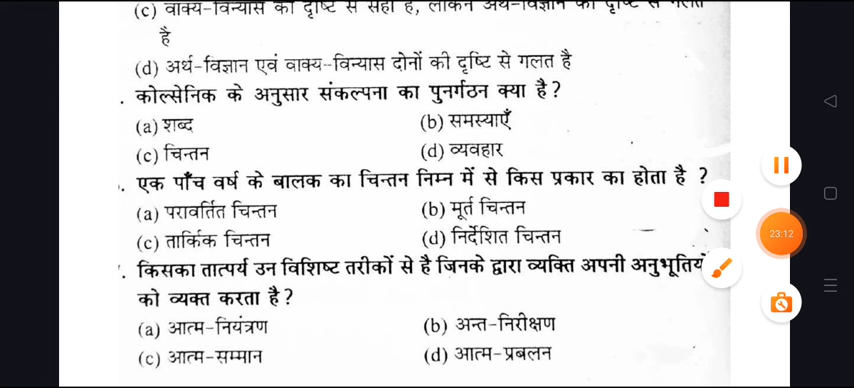 (c) वाक्य-विन्यास की दृष्टि से सही है, लेकिन अर्थ-विज्ञान की दृष्टि से गलत
है
(d) अर्थ-विज्ञान एवं वाक्य-विन्यास दोनों की दृष्टि से गलत है
. कोल्सेनिक के अनुसार संकल्पना का पुनर्गठन क्या है?
(a) शब्द (b) समस्याएँ
(c) चिन्तन (d) व्यवहार
. एक पाँच वर्ष के बालक का चिन्तन निम्न में से किस प्रकार का होता है ?
(a) परावर्तित चिन्तन (b) मूर्त चिन्तन
(c) तार्किक चिन्तन (d) निर्देशित चिन्तन
. किसका तात्पर्य उन विशिष्ट तरीकों से है जिनके द्वारा व्यक्ति अपनी अनुभूतियों
को व्यक्त करता है?
(a) आत्म-नियंत्रण (b) अन्त-निरीक्षण
(c) आत्म-सम्मान (d) आत्म-प्रबलन
23:12